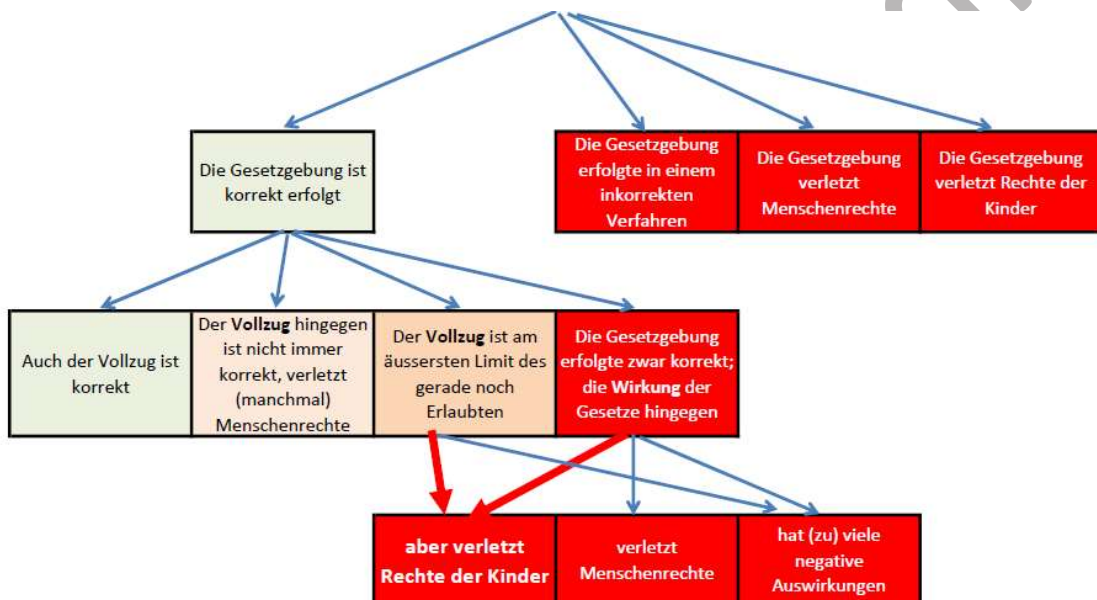 Die Gesetzgebung ist
korrekt erfolgt
Die Gesetzgebung
erfolgte in einem
inkorrekten
Verfahren
Die Gesetzgebung
verletzt
Menschenrechte
Die Gesetzgebung
verletzt Rechte der
Kinder
Auch der Vollzug ist
korrekt
Der Vollzug hingegen
ist nicht immer
korrekt, verletzt
(manchmal)
Menschenrechte
Der Vollzug ist am
äussersten Limit des
gerade noch
Erlaubten
Die Gesetzgebung
erfolgte zwar korrekt;
die Wirkung der
Gesetze hingegen
aber verletzt
Rechte der Kinder
verletzt
Menschenrechte
hat (zu) viele
negative
Auswirkungen